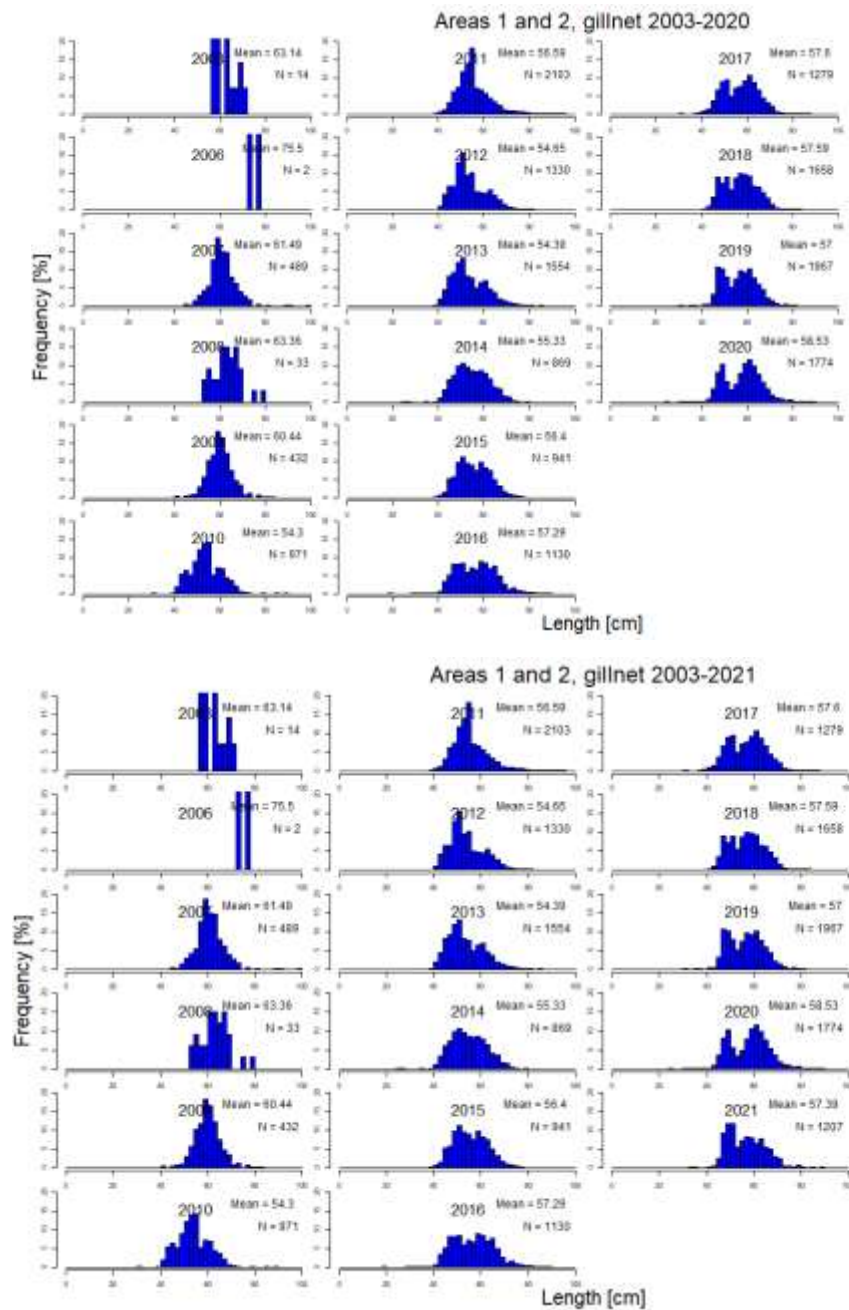 Areas 1 and 2, gillnet 2003-2020
Frequency [%]
Mean = 63.14
N = 14
2006
Mean = 75.5
N = 2
Mean = 61.49
N = 489
2008
Mean = 63.36
N = 33
Mean = 60.44
N = 432
2010
Mean = 54.3
N = 971
2011
Mean = 56.59
N = 2103
2012
Mean = 54.65
N = 1330
2013
Mean = 54.39
N = 1554
2014
Mean = 55.33
N = 869
2015
Mean = 56.4
N = 941
2016
Mean = 57.29
N = 1130
2017
Mean = 57.6
N = 1279
2018
Mean = 57.59
N = 1658
2019
Mean = 57
N = 1967
2020
Mean = 58.53
N = 1774
Length [cm]
Areas 1 and 2, gillnet 2003-2021
Frequency [%]
Mean = 63.14
N = 14
2006
Mean = 75.5
N = 2
Mean = 61.49
N = 489
2008
Mean = 63.36
N = 33
Mean = 60.44
N = 432
2010
Mean = 54.3
N = 971
2011
Mean = 56.59
N = 2103
2012
Mean = 54.65
N = 1330
2013
Mean = 54.39
N = 1554
2014
Mean = 55.33
N = 869
2015
Mean = 56.4
N = 941
2016
Mean = 57.29
N = 1130
2017
Mean = 57.6
N = 1279
2018
Mean = 57.59
N = 1658
2019
Mean = 57
N = 1967
2020
Mean = 58.53
N = 1774
2021
Mean = 57.39
N = 1207
Length [cm]